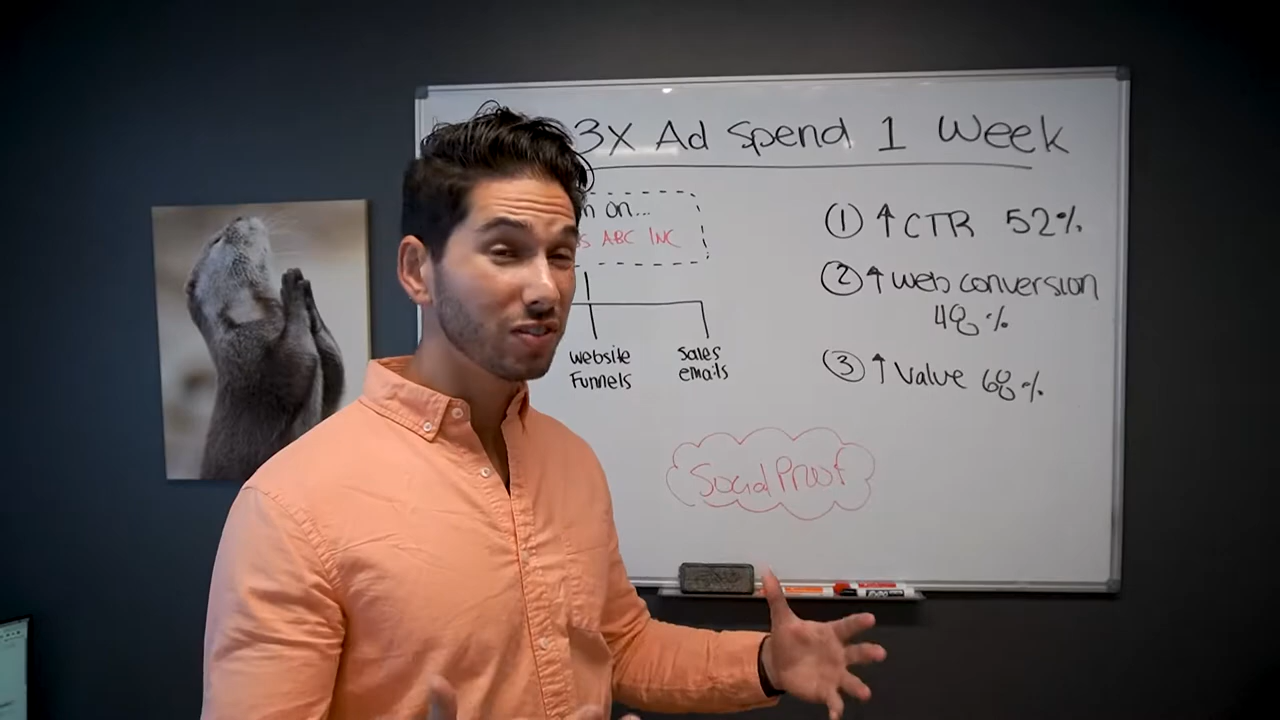 3X Ad Spend 1 Week
on...
ABC INC
Website
Funnels
Sales
emails
① ↑ CTR 52%
② ↑ Web conversion
48%
③ ↑ Value 68%
Social Proof
EXPO